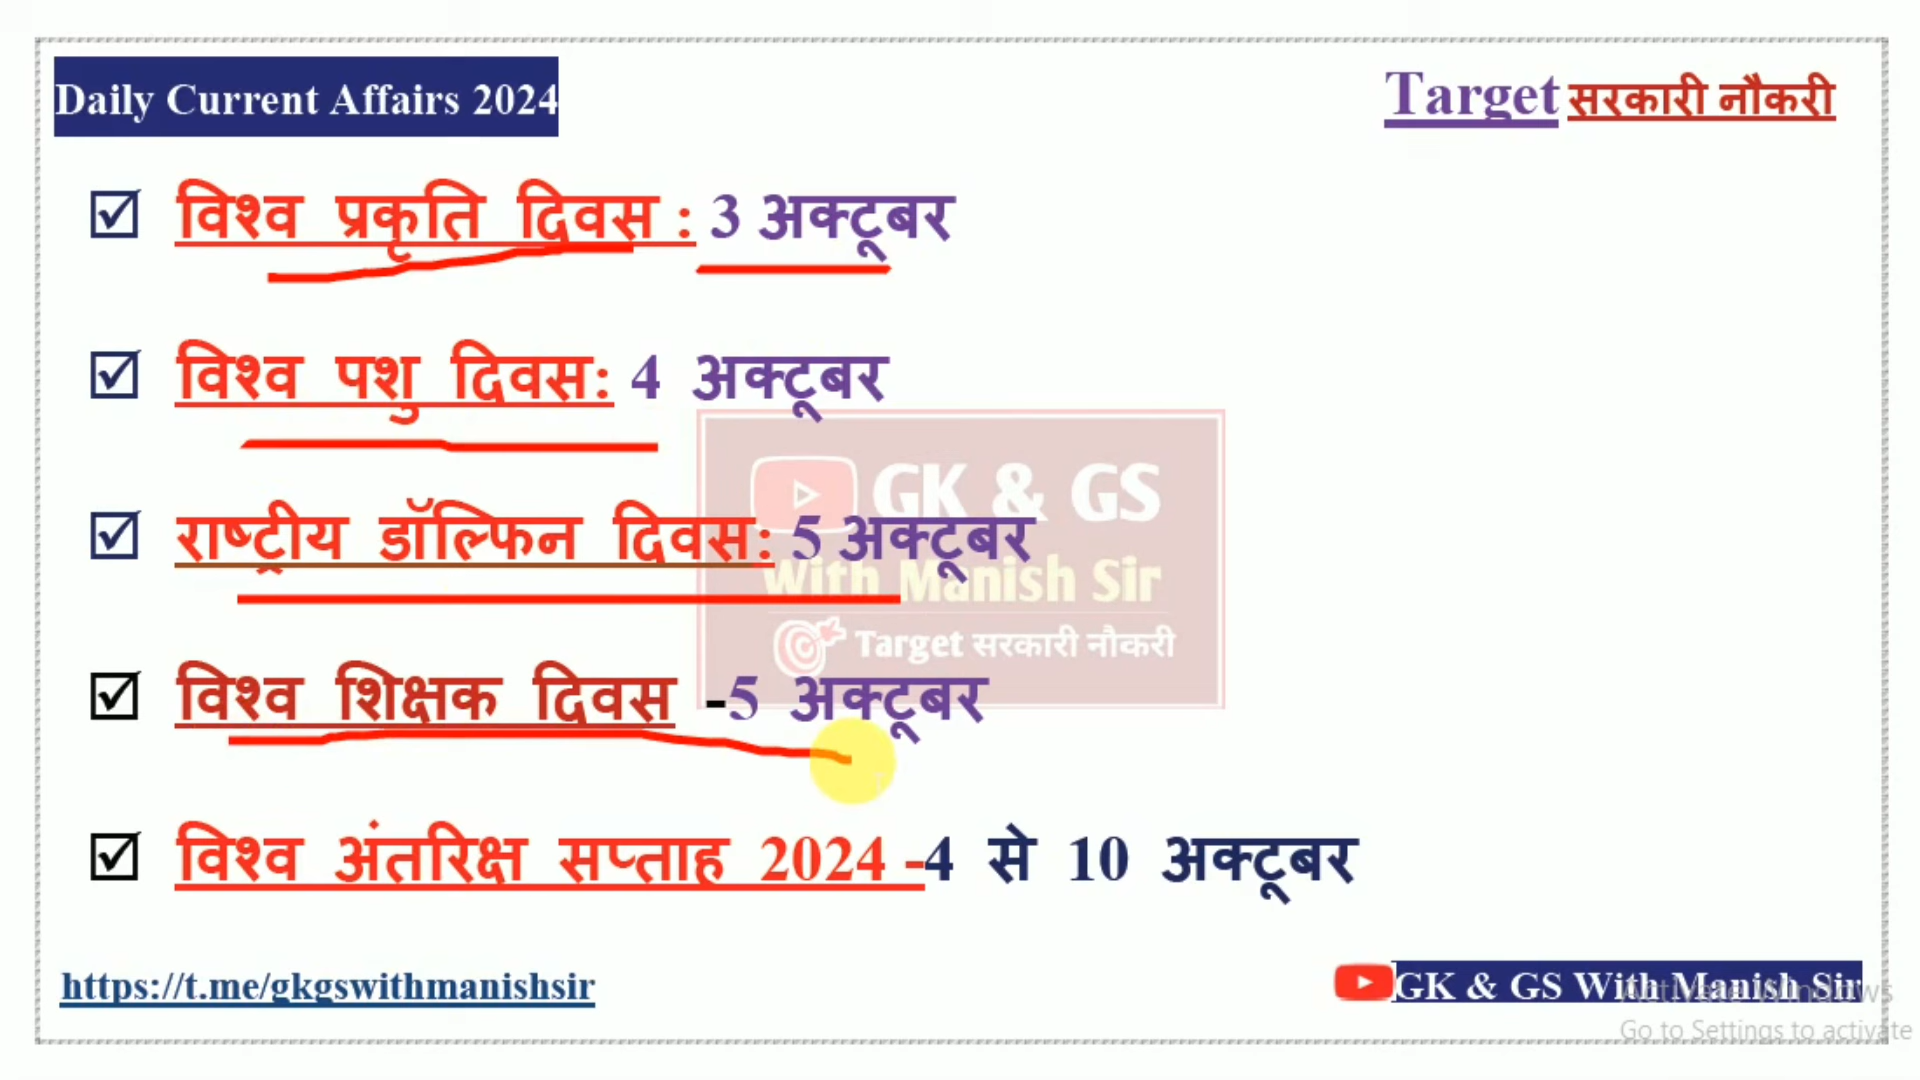 Daily Current Affairs 2024
Target सरकारी नौकरी
विश्व प्रकृति दिवस : 3 अक्टूबर
विश्व पशु दिवस: 4 अक्टूबर
राष्ट्रीय डॉल्फिन दिवस: 5 अक्टूबर
विश्व शिक्षक दिवस -5 अक्टूबर
विश्व अंतरिक्ष सप्ताह 2024 -4 से 10 अक्टूबर
GK & GS
With Manish Sir
Target सरकारी नौकरी
https://t.me/gkgswithmanishsir
GK & GS With Manish Sir
Activate Windows
Go to Settings to activate